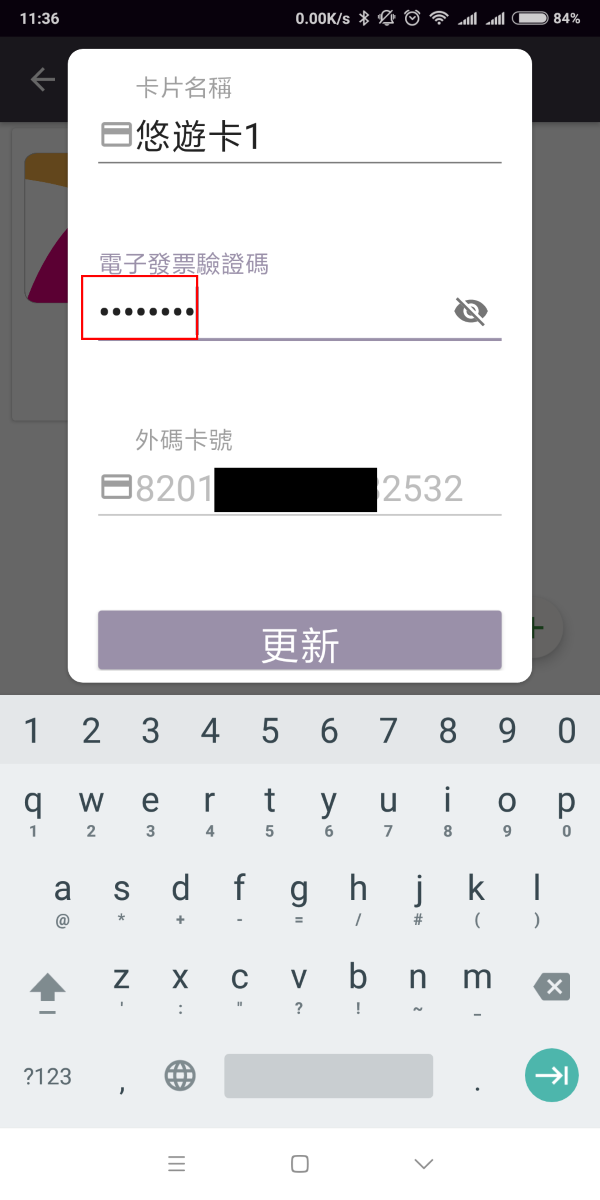 11:36 0.00K/s 84%
卡片名稱
悠遊卡1
電子發票驗證碼
••••••••
外碼卡號
8201 2532
更新
1 2 3 4 5 6 7 8 9 0
q w e r t y u i o p
1 2 3 4 5 6 7 8 9 0
a s d f g h j k l
@ * + - = / # ( )
z x c v b n m
' : " ? ! ~ _
?123 , .